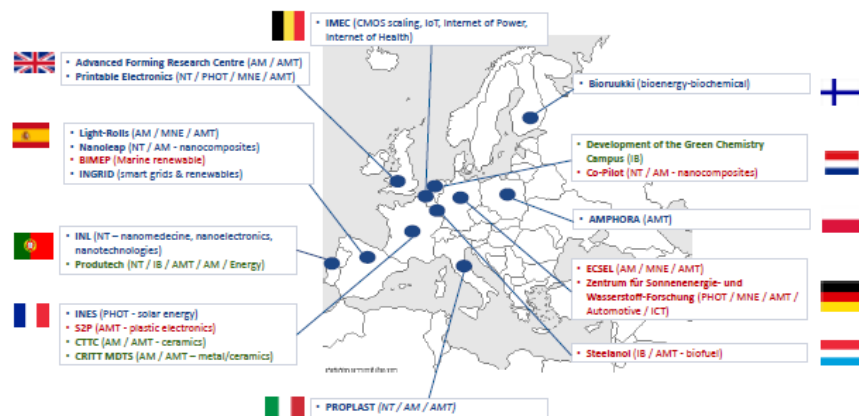 • IMEC (CMOS scaling, IoT, Internet of Power,
Internet of Health)
• Advanced Forming Research Centre (AM / AMT)
• Printable Electronics (NT / PHOT / MNE / AMT)
• Bioruukki (bioenergy-biochemical)
• Light-Rolls (AM / MNE / AMT)
• Nanoleap (NT / AM - nanocomposites)
• BIMEP (Marine renewable)
• INGRID (smart grids & renewables)
• Development of the Green Chemistry
Campus (IB)
• Co-Pilot (NT / AM - nanocomposites)
• AMPHORA (AMT)
• INL (NT – nanomedecine, nanoelectronics,
nanotechnologies)
• Produtech (NT / IB / AMT / AM / Energy)
• ECSEL (AM / MNE / AMT)
• Zentrum für Sonnenenergie- und
Wasserstoff-Forschung (PHOT / MNE / AMT /
Automotive / ICT)
• INES (PHOT - solar energy)
• S2P (AMT - plastic electronics)
• CTTC (AM / AMT - ceramics)
• CRITT MDTS (AM / AMT – metal/ceramics)
• Steelanol (IB / AMT - biofuel)
• PROPLAST (NT / AM / AMT)